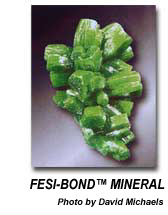 FESI-BOND™ MINERAL
Photo by David Michaels